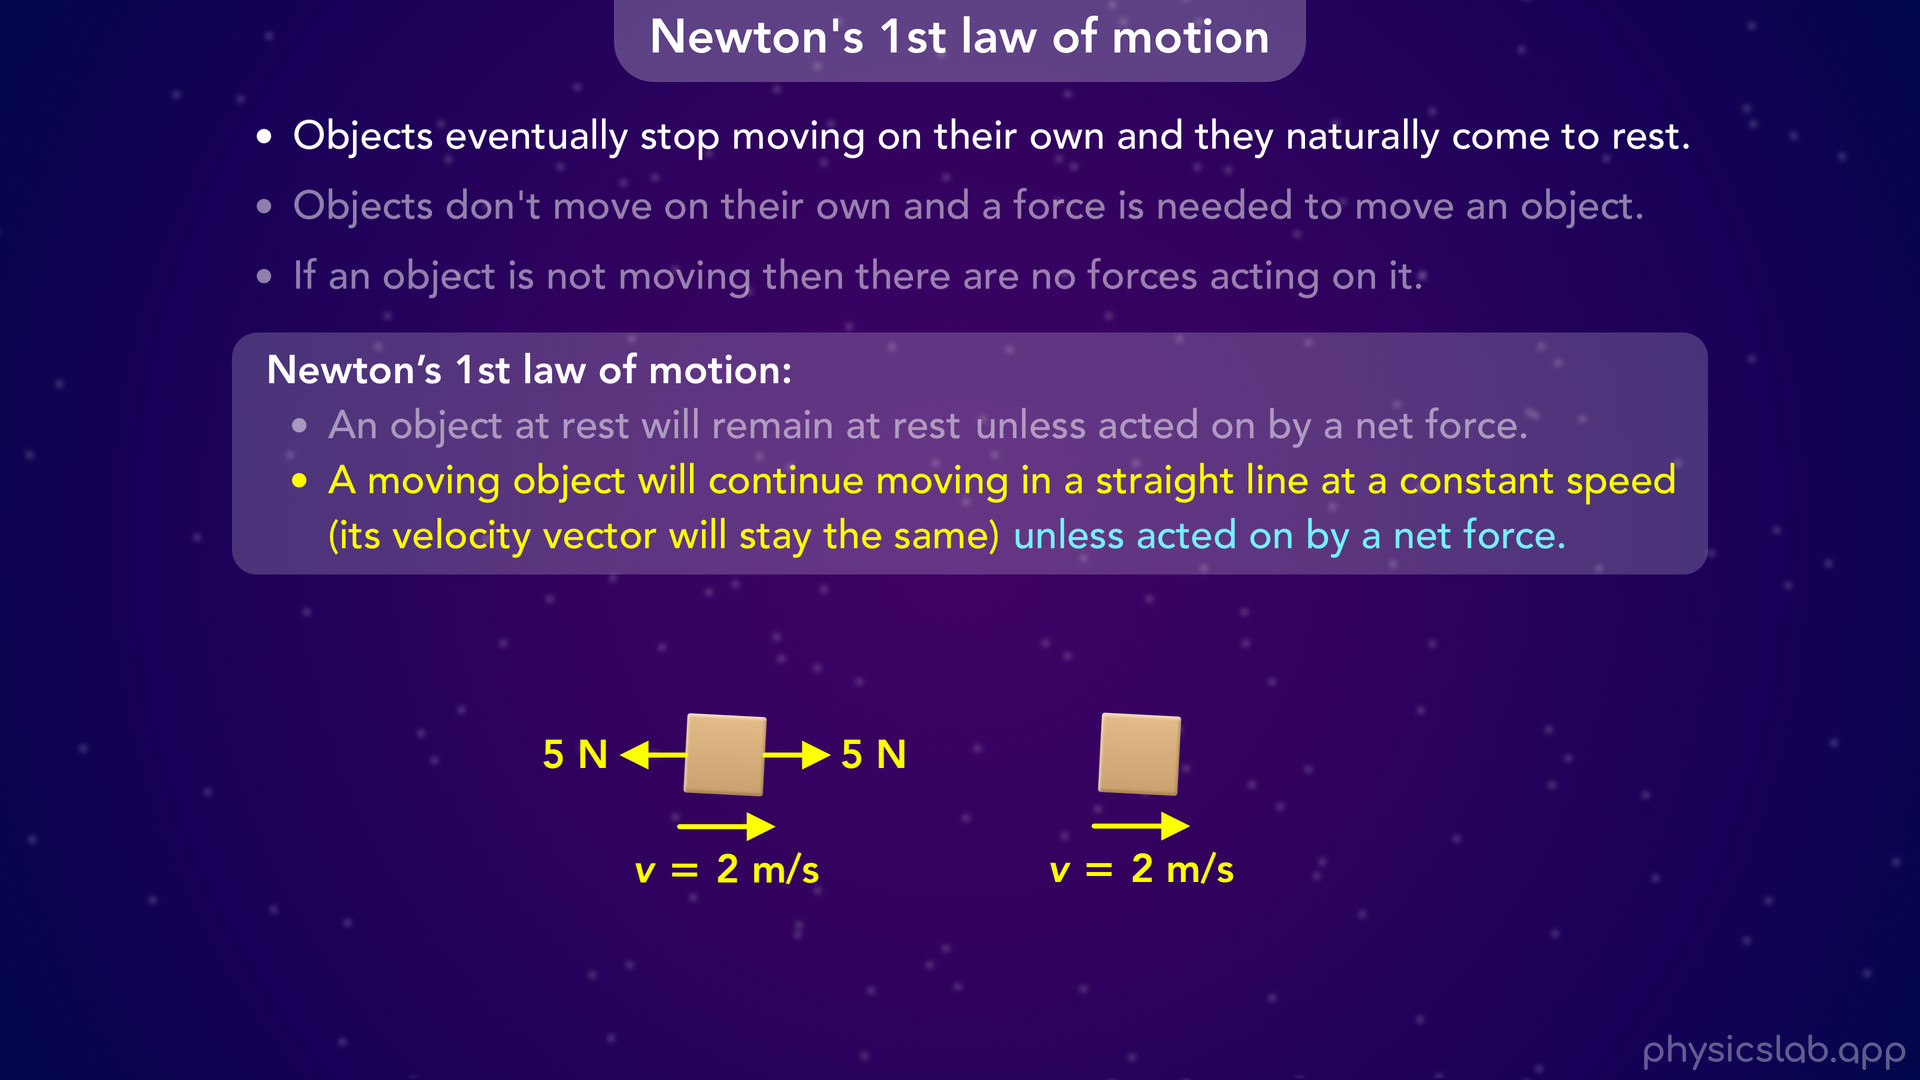 Newton's 1st law of motion
• Objects eventually stop moving on their own and they naturally come to rest.
• Objects don't move on their own and a force is needed to move an object.
• If an object is not moving then there are no forces acting on it.
Newton’s 1st law of motion:
• An object at rest will remain at rest unless acted on by a net force.
• A moving object will continue moving in a straight line at a constant speed
(its velocity vector will stay the same) unless acted on by a net force.
5 N 5 N
v = 2 m/s v = 2 m/s
physicslab.app